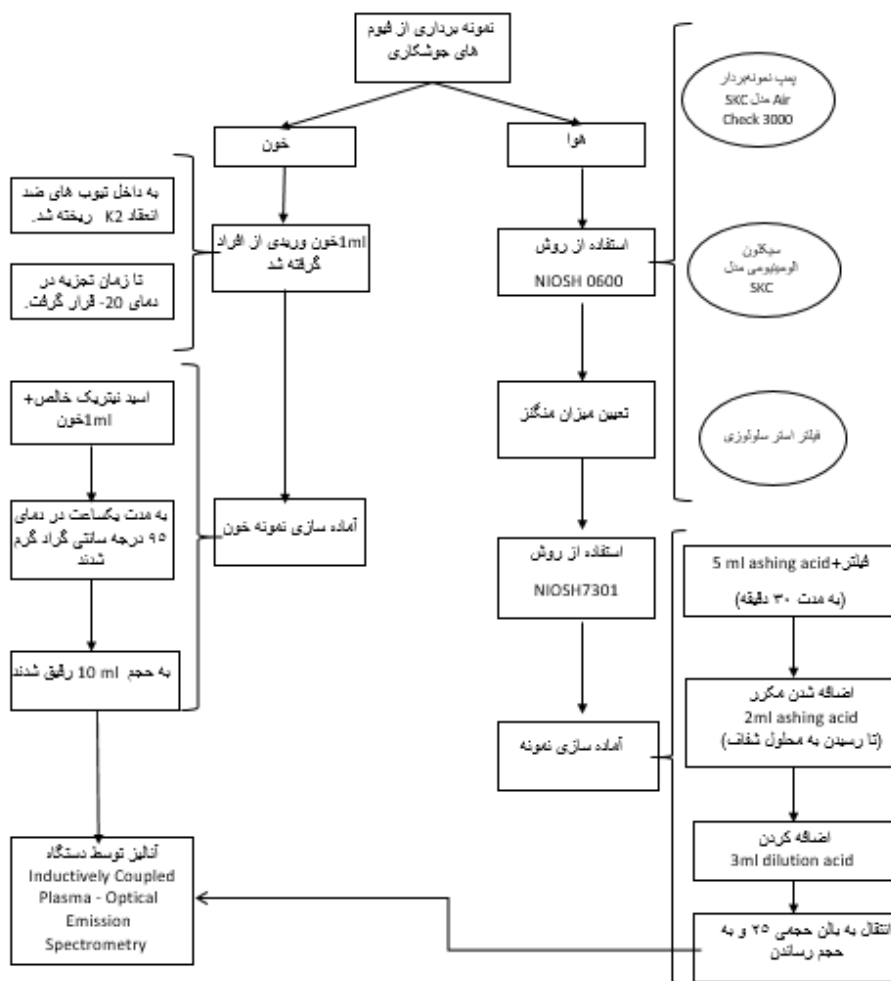 نمونه برداری از فیوم
های جوشکاری
خون
هوا
پمپ نمونه‌بردار
SKC مدل Air
Check 3000
به داخل تیوب های ضد
انعقاد K2 ریخته شد.
تا زمان تجزیه در
دمای 20- قرار گرفت.
1mlخون وریدی از افراد
گرفته شد
استفاده از روش
NIOSH 0600
سیکلون
الومینیومی مدل
SKC
اسید نیتریک خالص+
1mlخون
تعیین میزان منگنز
فیلتر استر سلولوزی
به مدت یکساعت در دمای
۹۵ درجه سانتی گراد گرم
شدند
آماده سازی نمونه خون
استفاده از روش
NIOSH7301
فیلتر+5 ml ashing acid
(به مدت ۳۰ دقیقه)
به حجم 10 ml رقیق شدند
آماده سازی نمونه
اضافه شدن مکرر
2ml ashing acid
(تا رسیدن به محلول شفاف)
اضافه کردن
3ml dilution acid
آنالیز توسط دستگاه
Inductively Coupled
Plasma - Optical
Emission
Spectrometry
انتقال به بالن حجمی ۲۵ و به
حجم رساندن